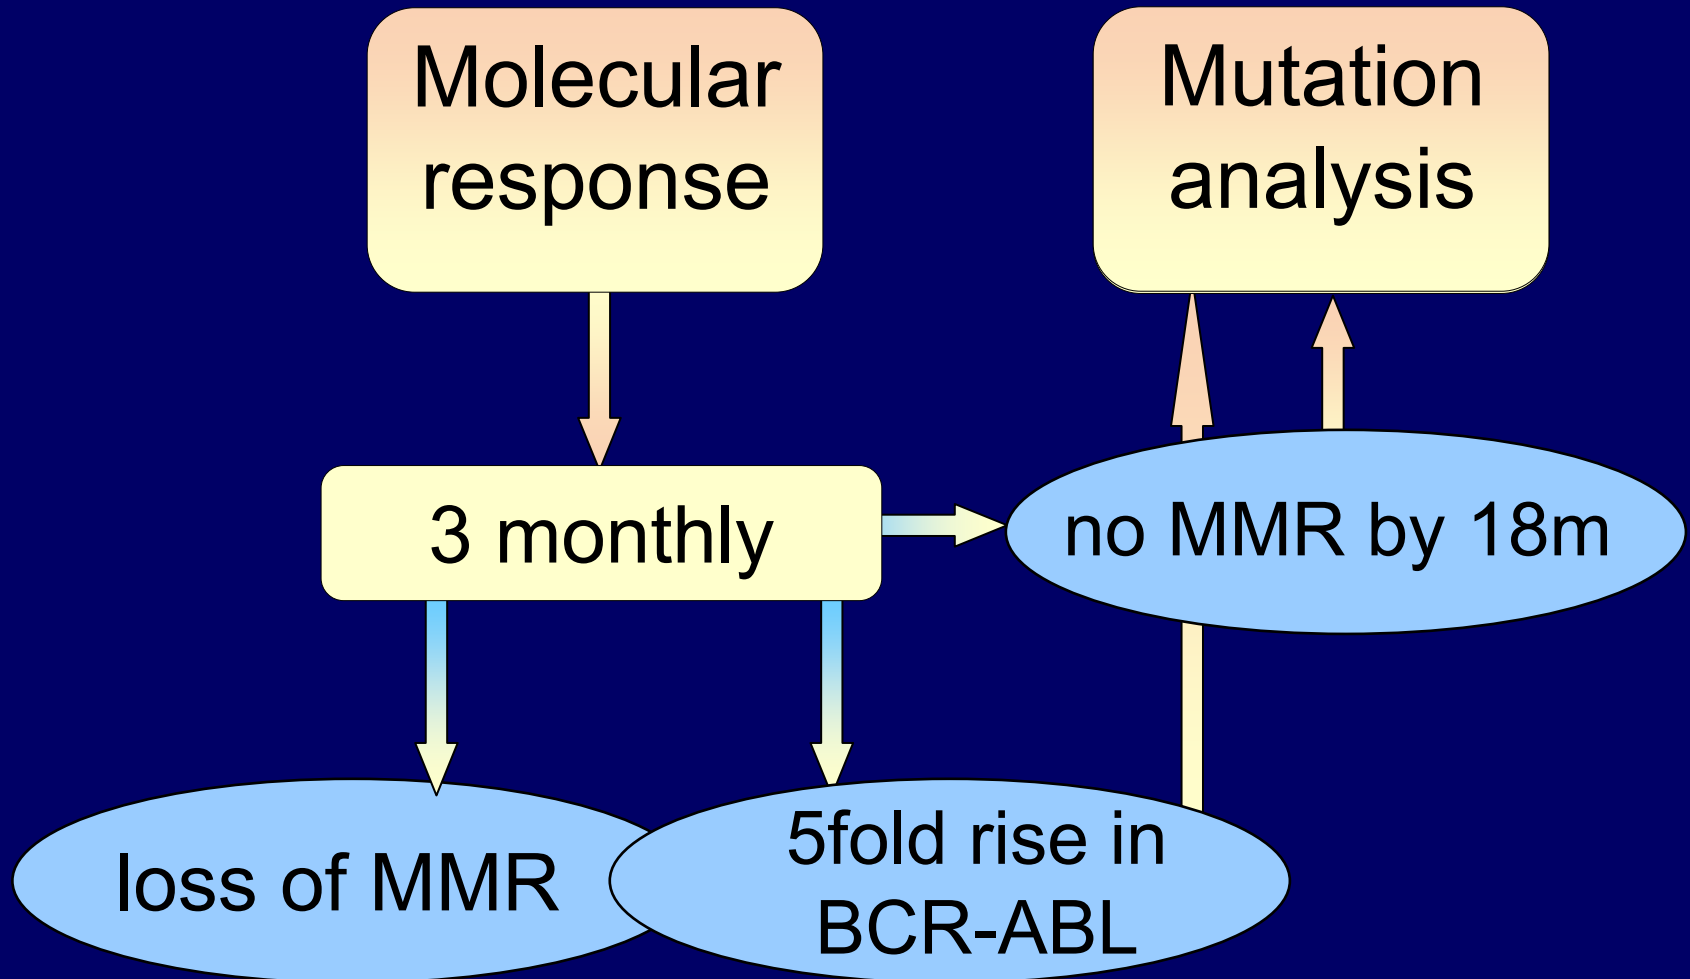 Molecular
response
Mutation
analysis
3 monthly
no MMR by 18m
loss of MMR
5fold rise in
BCR-ABL